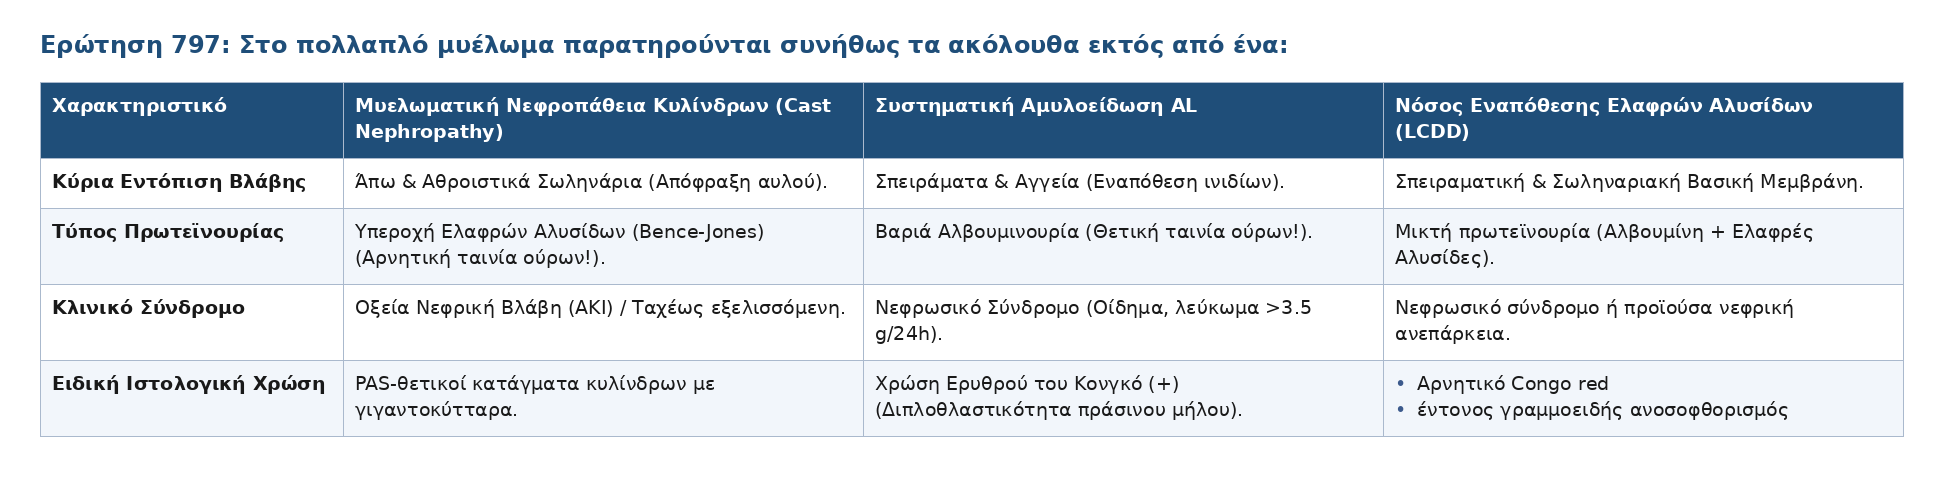 Ερώτηση 797: Στο πολλαπλό μυέλωμα παρατηρούνται συνήθως τα ακόλουθα εκτός από ένα:
Χαρακτηριστικό
Μυελωματική Νεφροπάθεια Κυλίνδρων (Cast
Nephropathy)
Συστηματική Αμυλοείδωση AL
Νόσος Εναπόθεσης Ελαφρών Αλυσίδων
(LCDD)
Κύρια Εντόπιση Βλάβης
Άπω & Αθροιστικά Σωληνάρια (Απόφραξη αυλού).
Σπειράματα & Αγγεία (Εναπόθεση ινιδίων).
Σπειραματική & Σωληναριακή Βασική Μεμβράνη.
Τύπος Πρωτεϊνουρίας
Υπεροχή Ελαφρών Αλυσίδων (Bence-Jones)
(Αρνητική ταινία ούρων!).
Βαριά Αλβουμινουρία (Θετική ταινία ούρων!).
Μικτή πρωτεϊνουρία (Αλβουμίνη + Ελαφρές
Αλυσίδες).
Κλινικό Σύνδρομο
Οξεία Νεφρική Βλάβη (AKI) / Ταχέως εξελισσόμενη.
Νεφρωσικό Σύνδρομο (Οίδημα, λεύκωμα >3.5
g/24h).
Νεφρωσικό σύνδρομο ή προϊούσα νεφρική
ανεπάρκεια.
Ειδική Ιστολογική Χρώση
PAS-θετικοί κατάγματα κυλίνδρων με
γιγαντοκύτταρα.
Χρώση Ερυθρού του Κονγκό (+)
(Διπλοθλαστικότητα πράσινου μήλου).
• Αρνητικό Congo red
• έντονος γραμμοειδής ανοσοφθορισμός